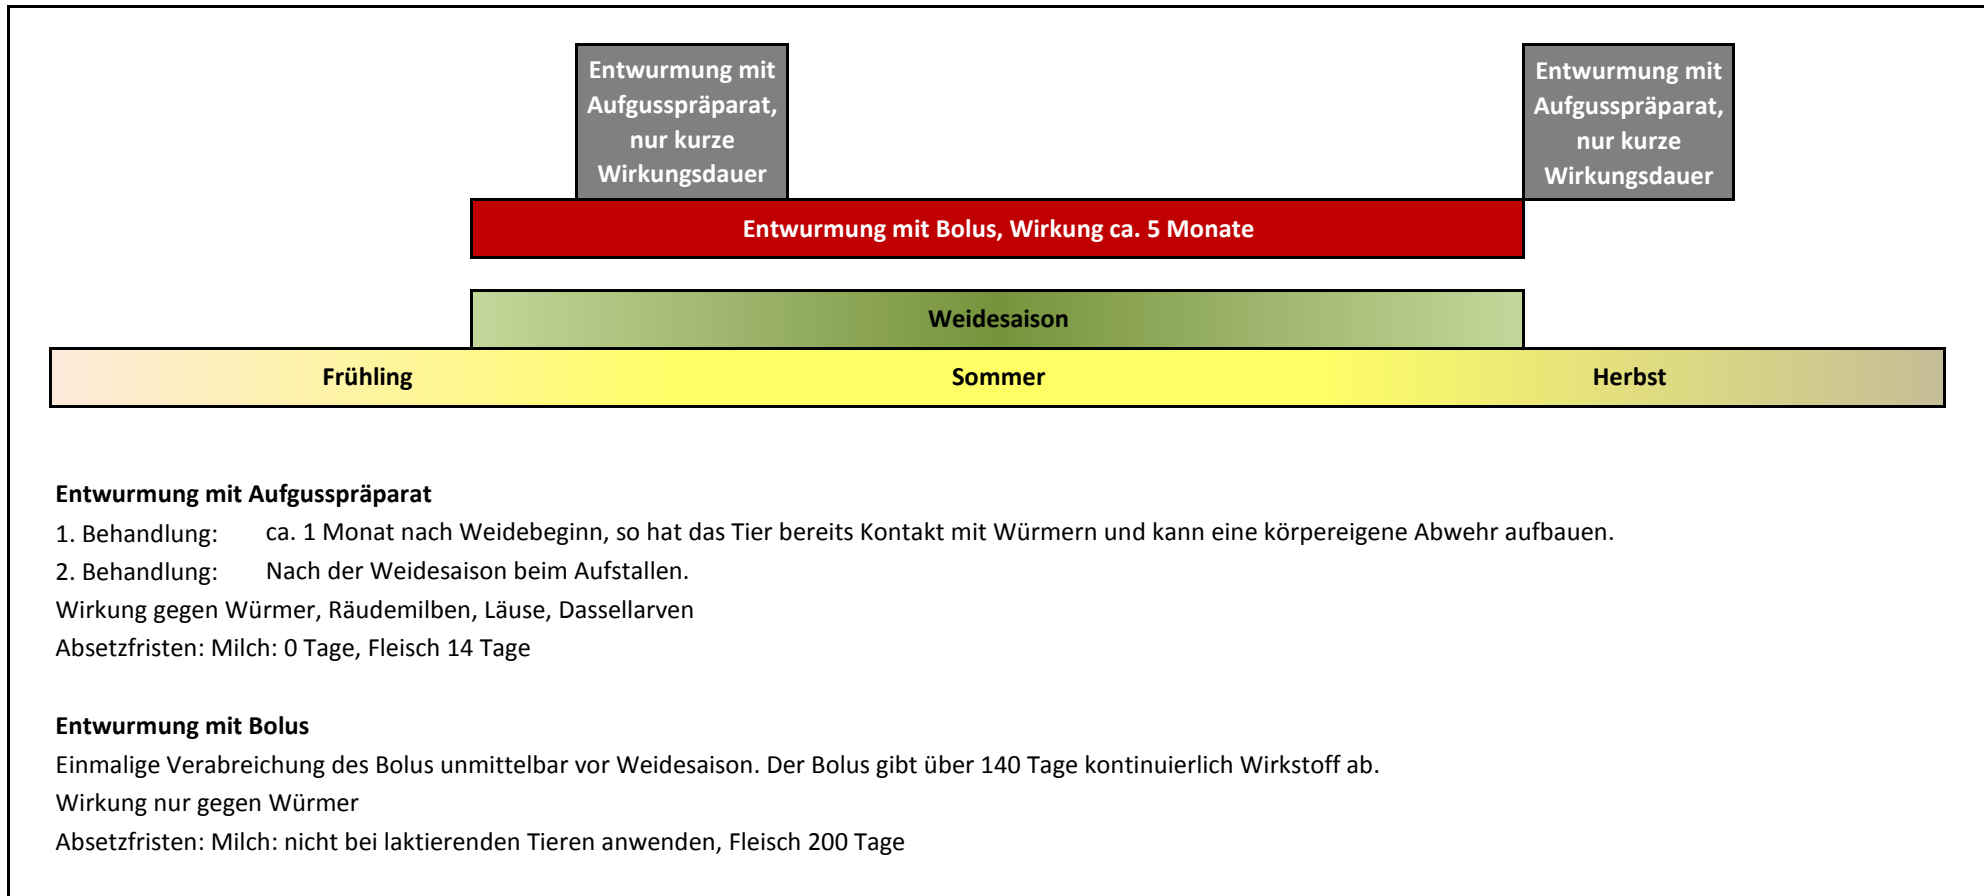 Entwurmung mit
Aufgusspräparat,
nur kurze
Wirkungsdauer
Entwurmung mit
Aufgusspräparat,
nur kurze
Wirkungsdauer
Entwurmung mit Bolus, Wirkung ca. 5 Monate
Weidesaison
Frühling Sommer Herbst
Entwurmung mit Aufgusspräparat
1. Behandlung: ca. 1 Monat nach Weidebeginn, so hat das Tier bereits Kontakt mit Würmern und kann eine körpereigene Abwehr aufbauen.
2. Behandlung: Nach der Weidesaison beim Aufstallen.
Wirkung gegen Würmer, Räudemilben, Läuse, Dassellarven
Absetzfristen: Milch: 0 Tage, Fleisch 14 Tage
Entwurmung mit Bolus
Einmalige Verabreichung des Bolus unmittelbar vor Weidesaison. Der Bolus gibt über 140 Tage kontinuierlich Wirkstoff ab.
Wirkung nur gegen Würmer
Absetzfristen: Milch: nicht bei laktierenden Tieren anwenden, Fleisch 200 Tage